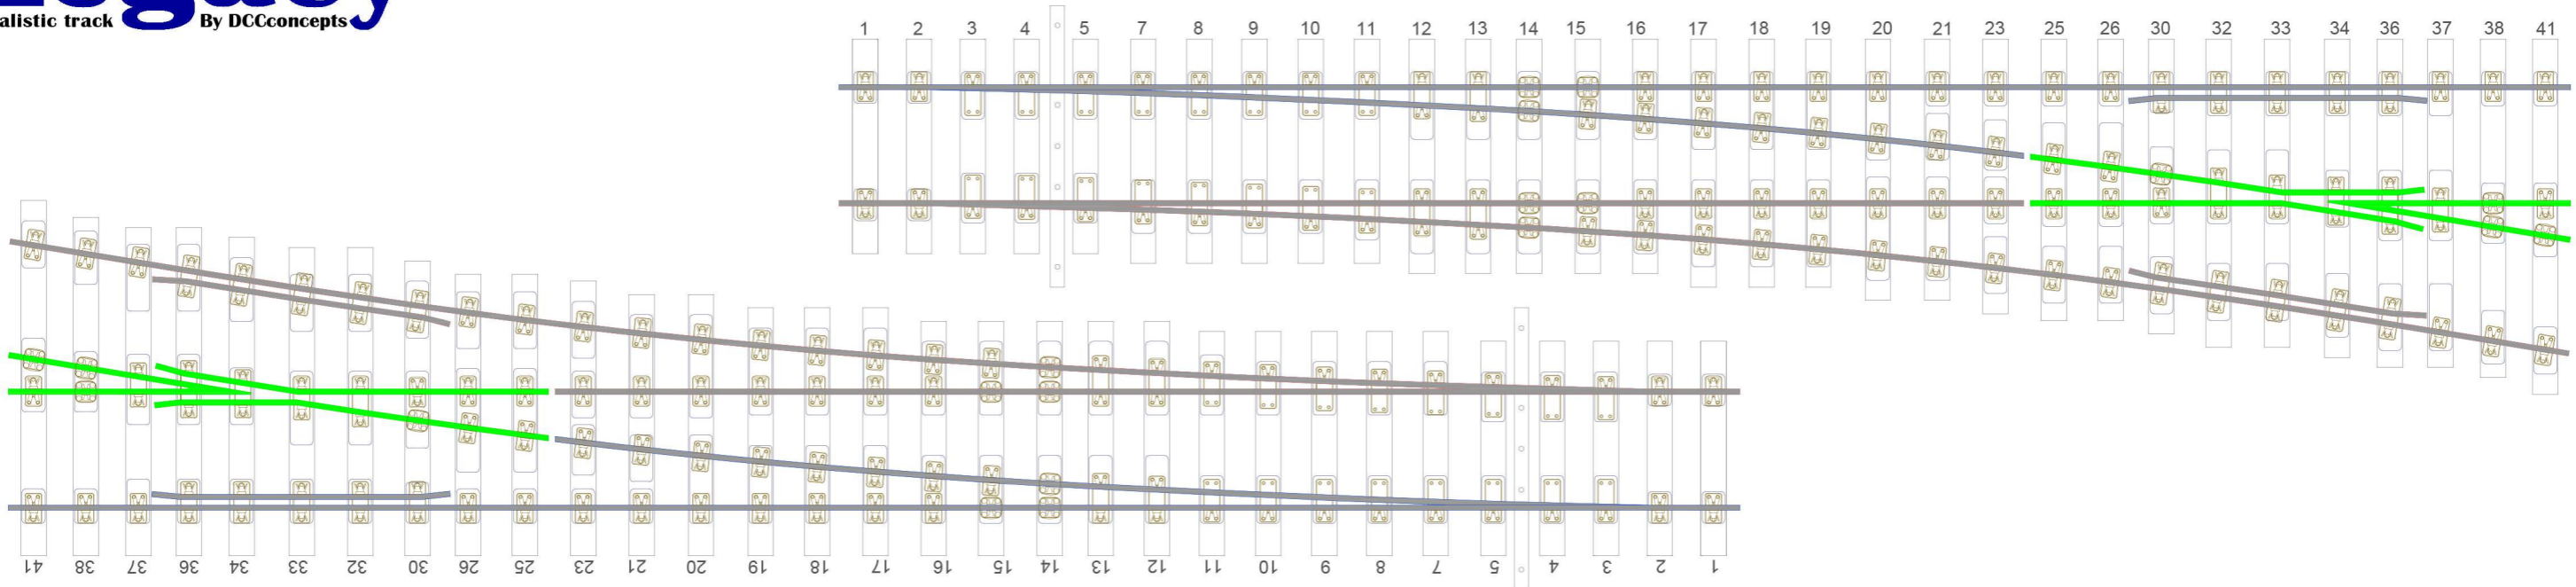 Legacy
alistic track By DCCconcepts
1 2 3 4 5 7 8 9 10 11 12 13 14 15 16 17 18 19 20 21 23 25 26 30 32 33 34 36 37 38 41
41 38 37 36 34 33 32 30 26 25 23 21 20 19 18 17 16 15 14 13 12 11 10 9 8 7 5 4 3 2 1